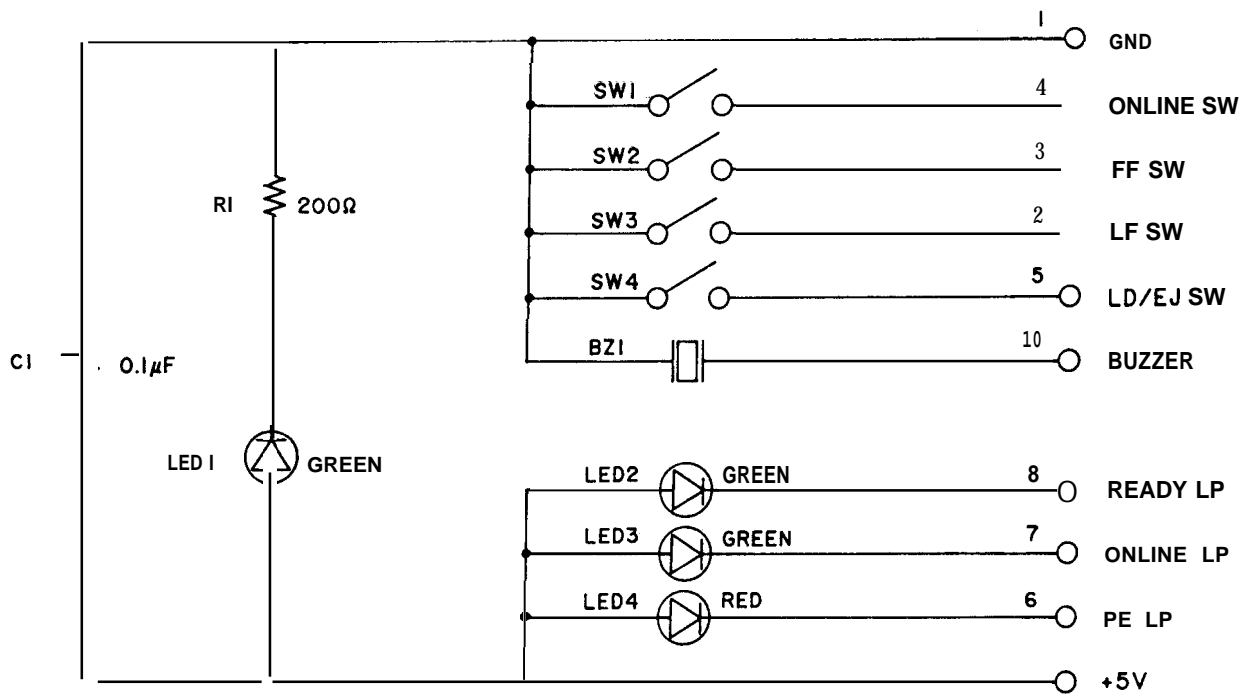 1 GND
SW1 4 ONLINE SW
SW2 3 FF SW
R1 200Ω
SW3 2 LF SW
SW4 5 LD/EJ SW
BZ1 10 BUZZER
C1 0.1µF
LED1 GREEN
LED2 GREEN 8 READY LP
LED3 GREEN 7 ONLINE LP
LED4 RED 6 PE LP
+5V